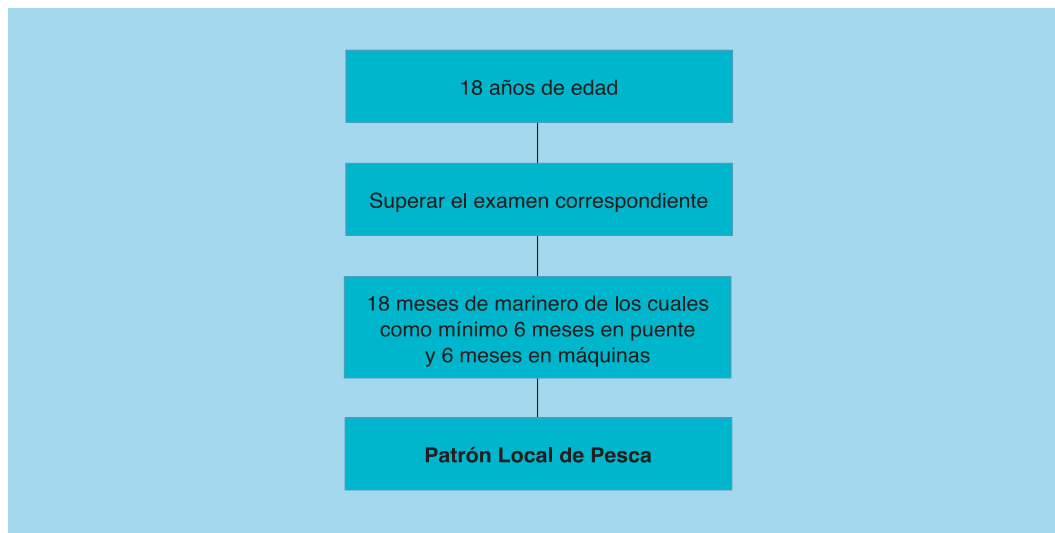 18 años de edad
Superar el examen correspondiente
18 meses de marinero de los cuales
como mínimo 6 meses en puente
y 6 meses en máquinas
Patrón Local de Pesca